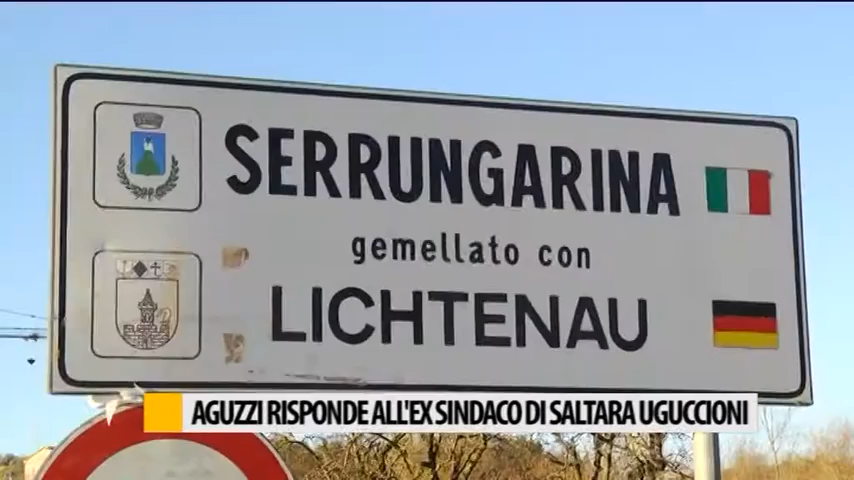 SERRUNGARINA
gemellato con
LICHTENAU
AGUZZI RISPONDE ALL'EX SINDACO DI SALTARA UGUCCIONI